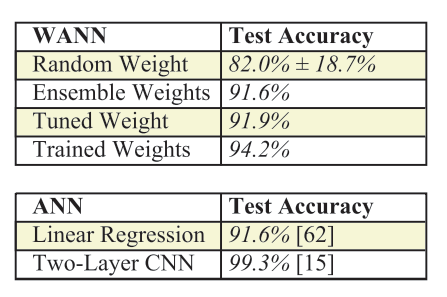 WANN Test Accuracy
Random Weight 82.0% ± 18.7%
Ensemble Weights 91.6%
Tuned Weight 91.9%
Trained Weights 94.2%
ANN Test Accuracy
Linear Regression 91.6% [62]
Two-Layer CNN 99.3% [15]